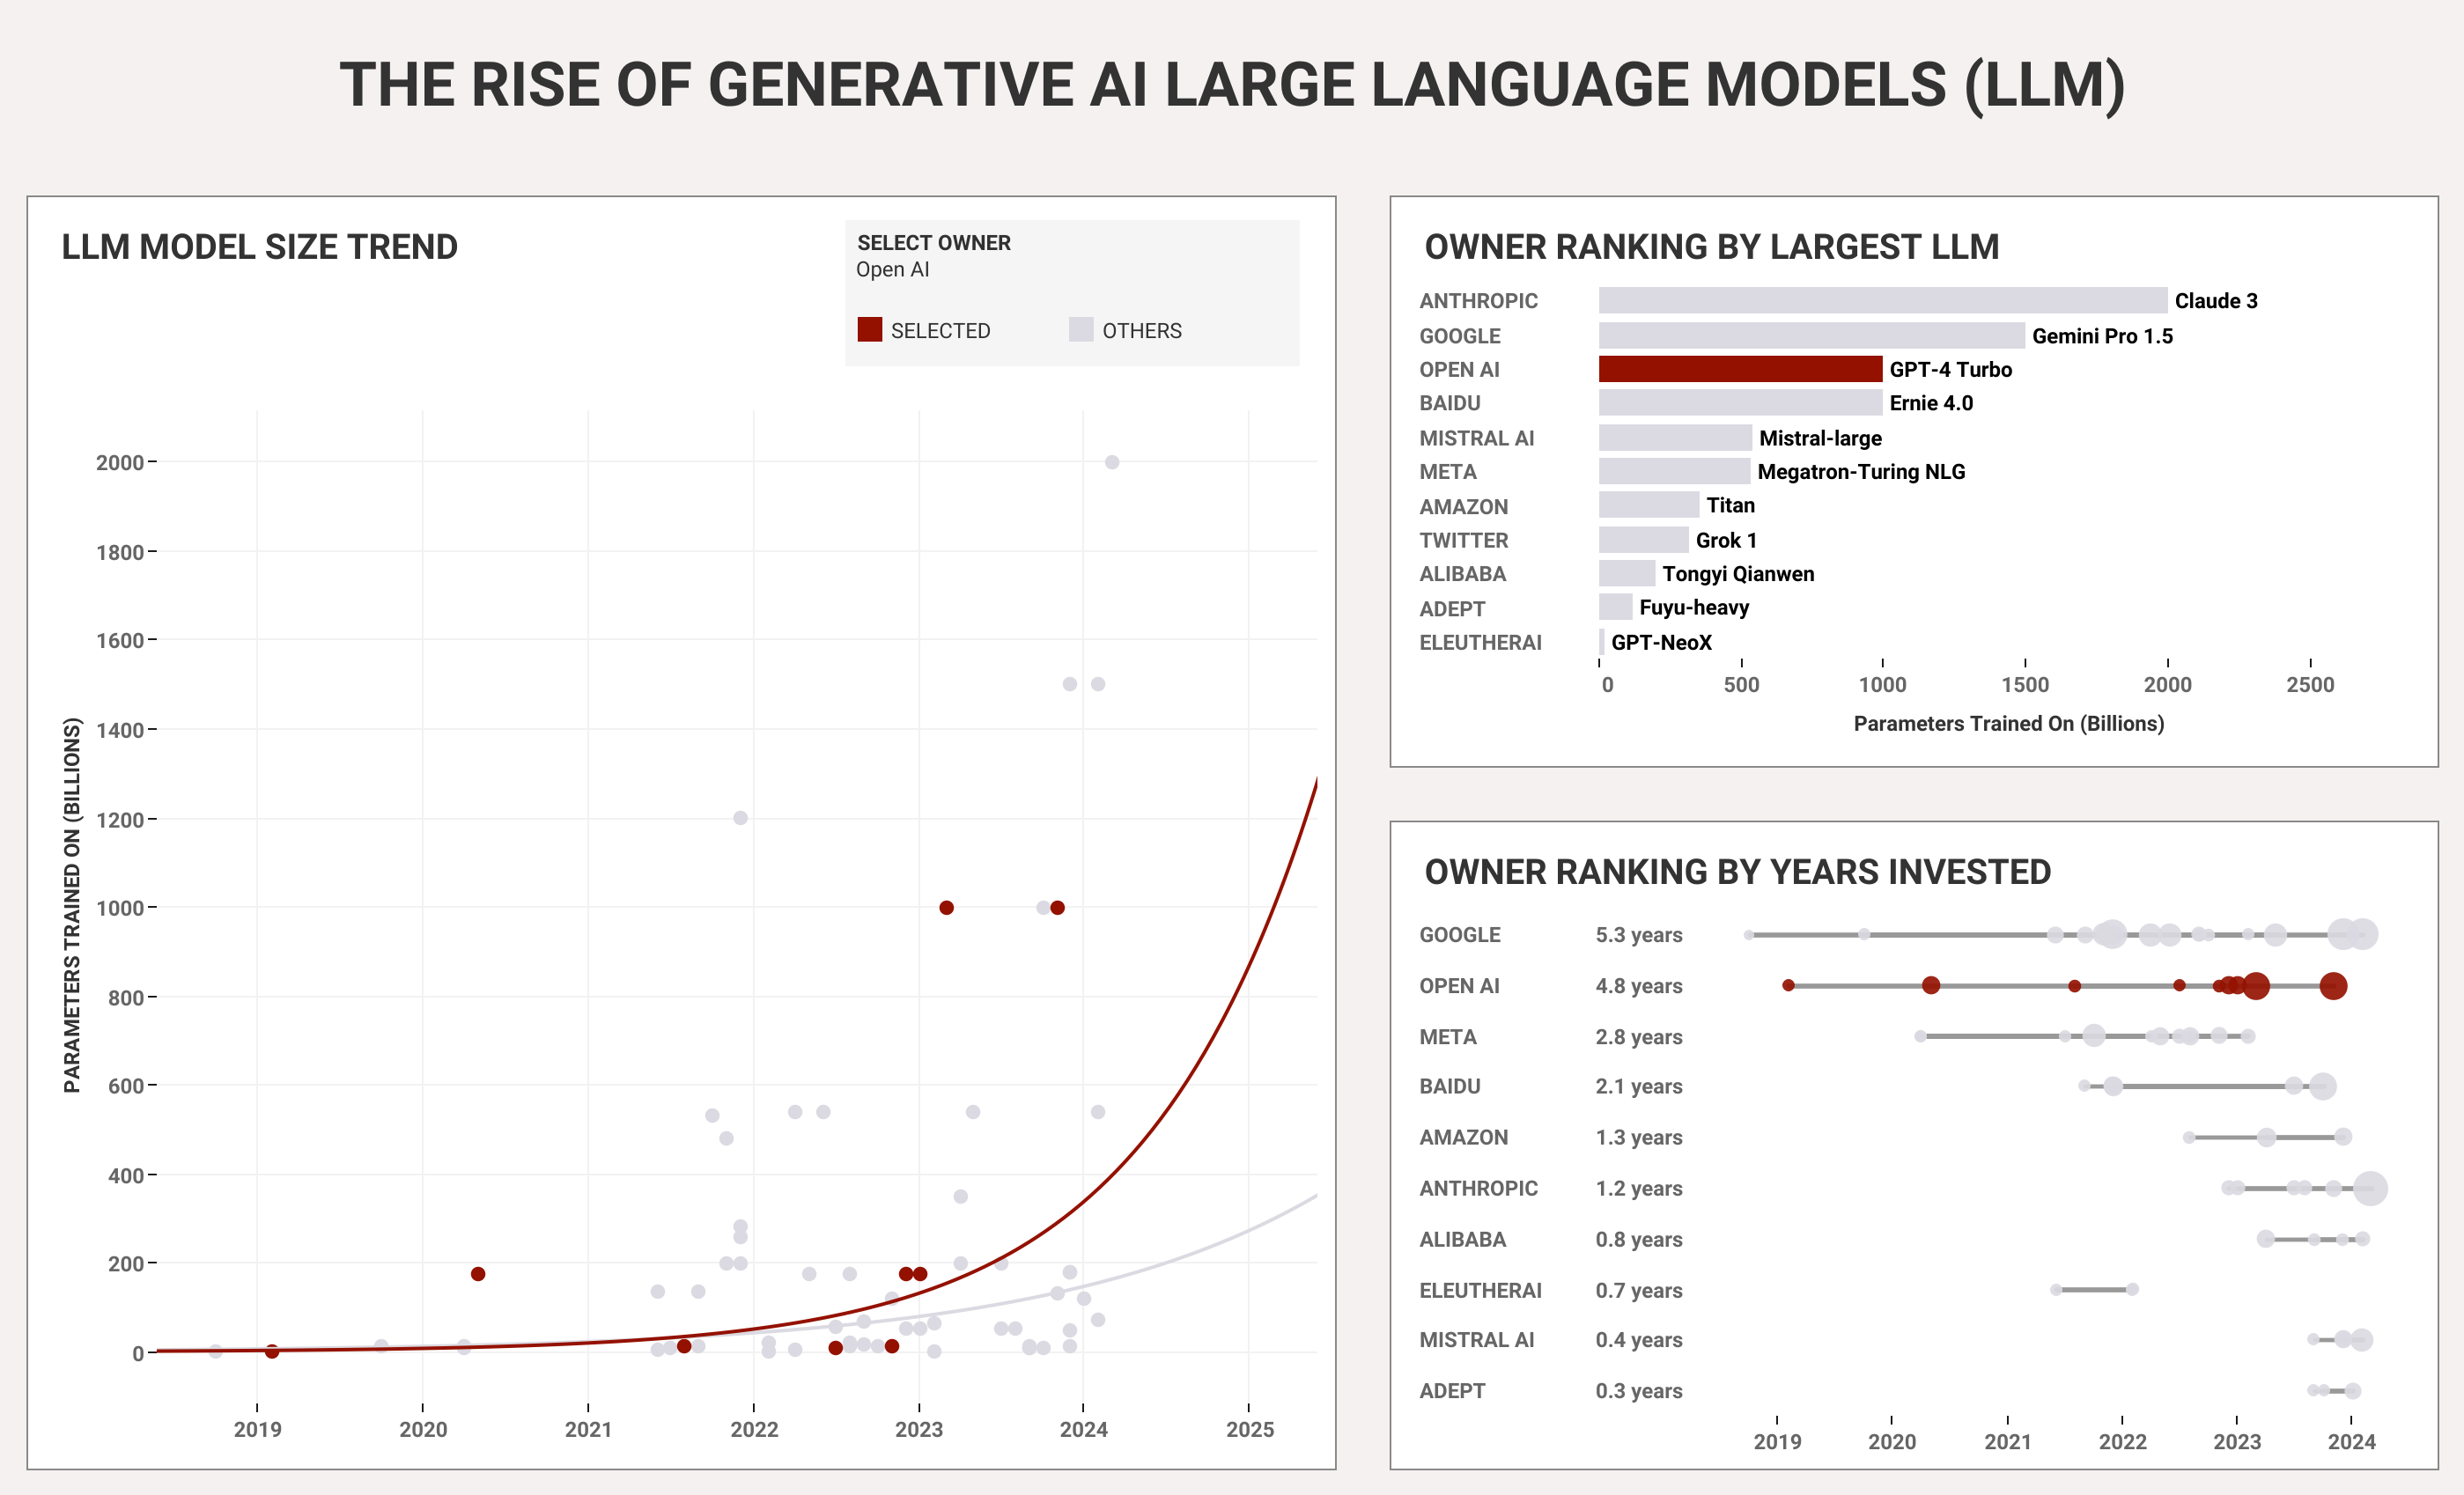 THE RISE OF GENERATIVE AI LARGE LANGUAGE MODELS (LLM)
LLM MODEL SIZE TREND
SELECT OWNER
Open AI
SELECTED
OTHERS
PARAMETERS TRAINED ON (BILLIONS)
2000
1800
1600
1400
1200
1000
800
600
400
200
0
2019 2020 2021 2022 2023 2024 2025
OWNER RANKING BY LARGEST LLM
ANTHROPIC Claude 3
GOOGLE Gemini Pro 1.5
OPEN AI GPT-4 Turbo
BAIDU Ernie 4.0
MISTRAL AI Mistral-large
META Megatron-Turing NLG
AMAZON Titan
TWITTER Grok 1
ALIBABA Tongyi Qianwen
ADEPT Fuyu-heavy
ELEUTHERAI GPT-NeoX
0 500 1000 1500 2000 2500
Parameters Trained On (Billions)
OWNER RANKING BY YEARS INVESTED
GOOGLE 5.3 years
OPEN AI 4.8 years
META 2.8 years
BAIDU 2.1 years
AMAZON 1.3 years
ANTHROPIC 1.2 years
ALIBABA 0.8 years
ELEUTHERAI 0.7 years
MISTRAL AI 0.4 years
ADEPT 0.3 years
2019 2020 2021 2022 2023 2024